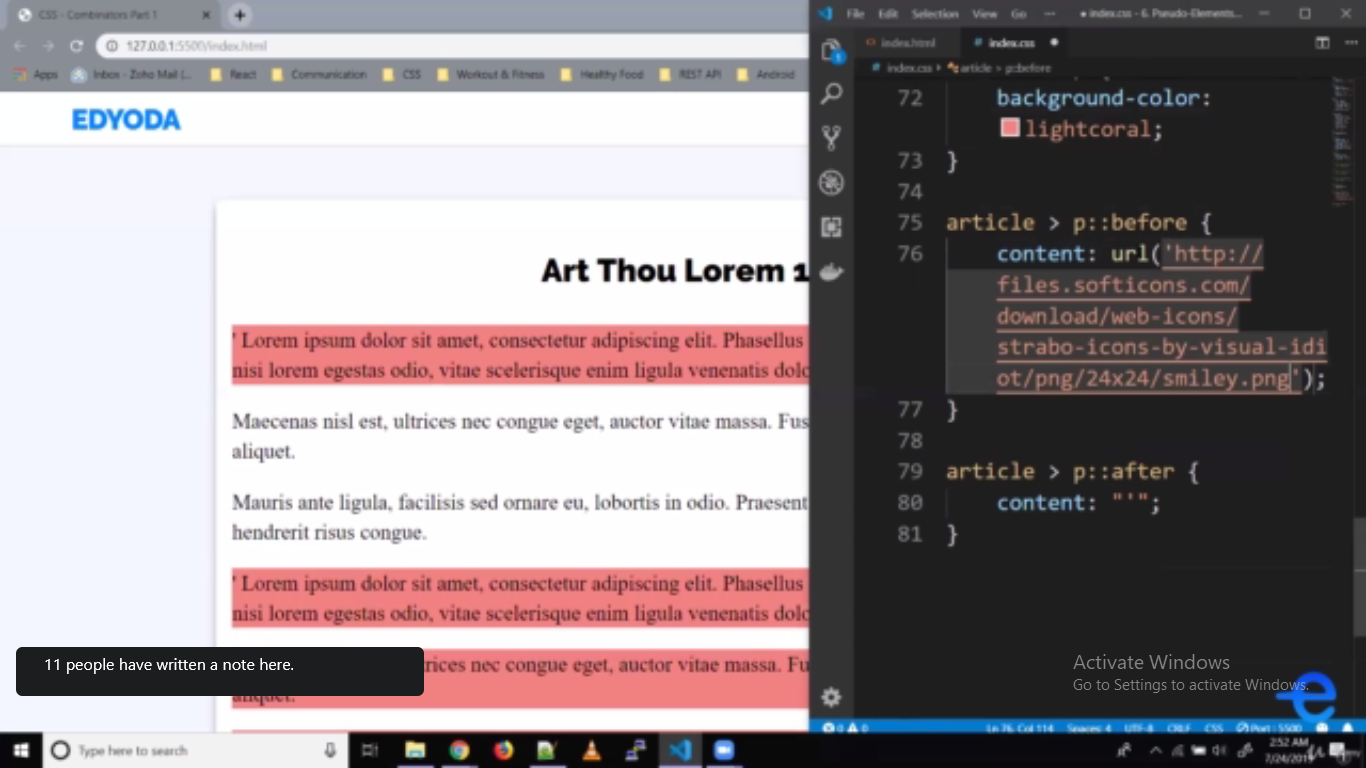 CSS - Combinators Part 1
127.0.0.1:5500/index.html
Apps
Inbox - Zoho Mail (...
React
Communication
CSS
Workout & Fitness
Healthy Food
REST API
Android
EDYODA
Art Thou Lorem 1
' Lorem ipsum dolor sit amet, consectetur adipiscing elit. Phasellus
nisi lorem egestas odio, vitae scelerisque enim ligula venenatis dolo
Maecenas nisl est, ultrices nec congue eget, auctor vitae massa. Fus
aliquet.
Mauris ante ligula, facilisis sed ornare eu, lobortis in odio. Praesent
hendrerit risus congue.
' Lorem ipsum dolor sit amet, consectetur adipiscing elit. Phasellus
nisi lorem egestas odio, vitae scelerisque enim ligula venenatis dolo
trices nec congue eget, auctor vitae massa. Fu
aliquet.
11 people have written a note here.
File Edit Selection View Go ··· ● index.css - 6. Pseudo-Elements...
index.html
index.css
index.css › article > p::before
72 background-color:
lightcoral;
73 }
74
75 article > p::before {
76 content: url('http://
files.softicons.com/
download/web-icons/
strabo-icons-by-visual-idi
ot/png/24x24/smiley.png');
77 }
78
79 article > p::after {
80 content: "'";
81 }
Activate Windows
Go to Settings to activate Windows.
0 0 Ln 76, Col 114 Spaces: 4 UTF-8 CRLF CSS Port : 5500
Type here to search
2:52 AM